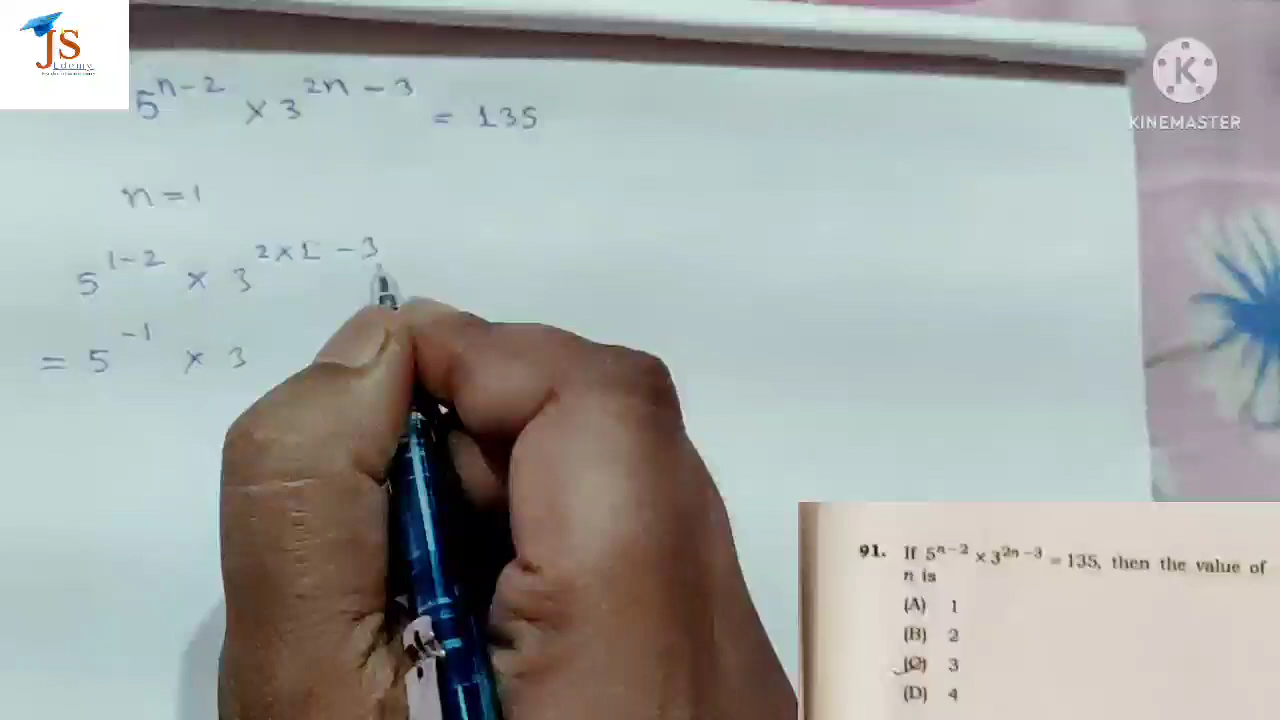 JS
KINEMASTER
5^{n-2} × 3^{2n-3} = 135
n = 1
5^{1-2} × 3^{2×1-3}
= 5^{-1} × 3
91. If 5^{n-2} × 3^{2n-3} = 135, then the value of
n is
(A) 1
(B) 2
(C) 3
(D) 4